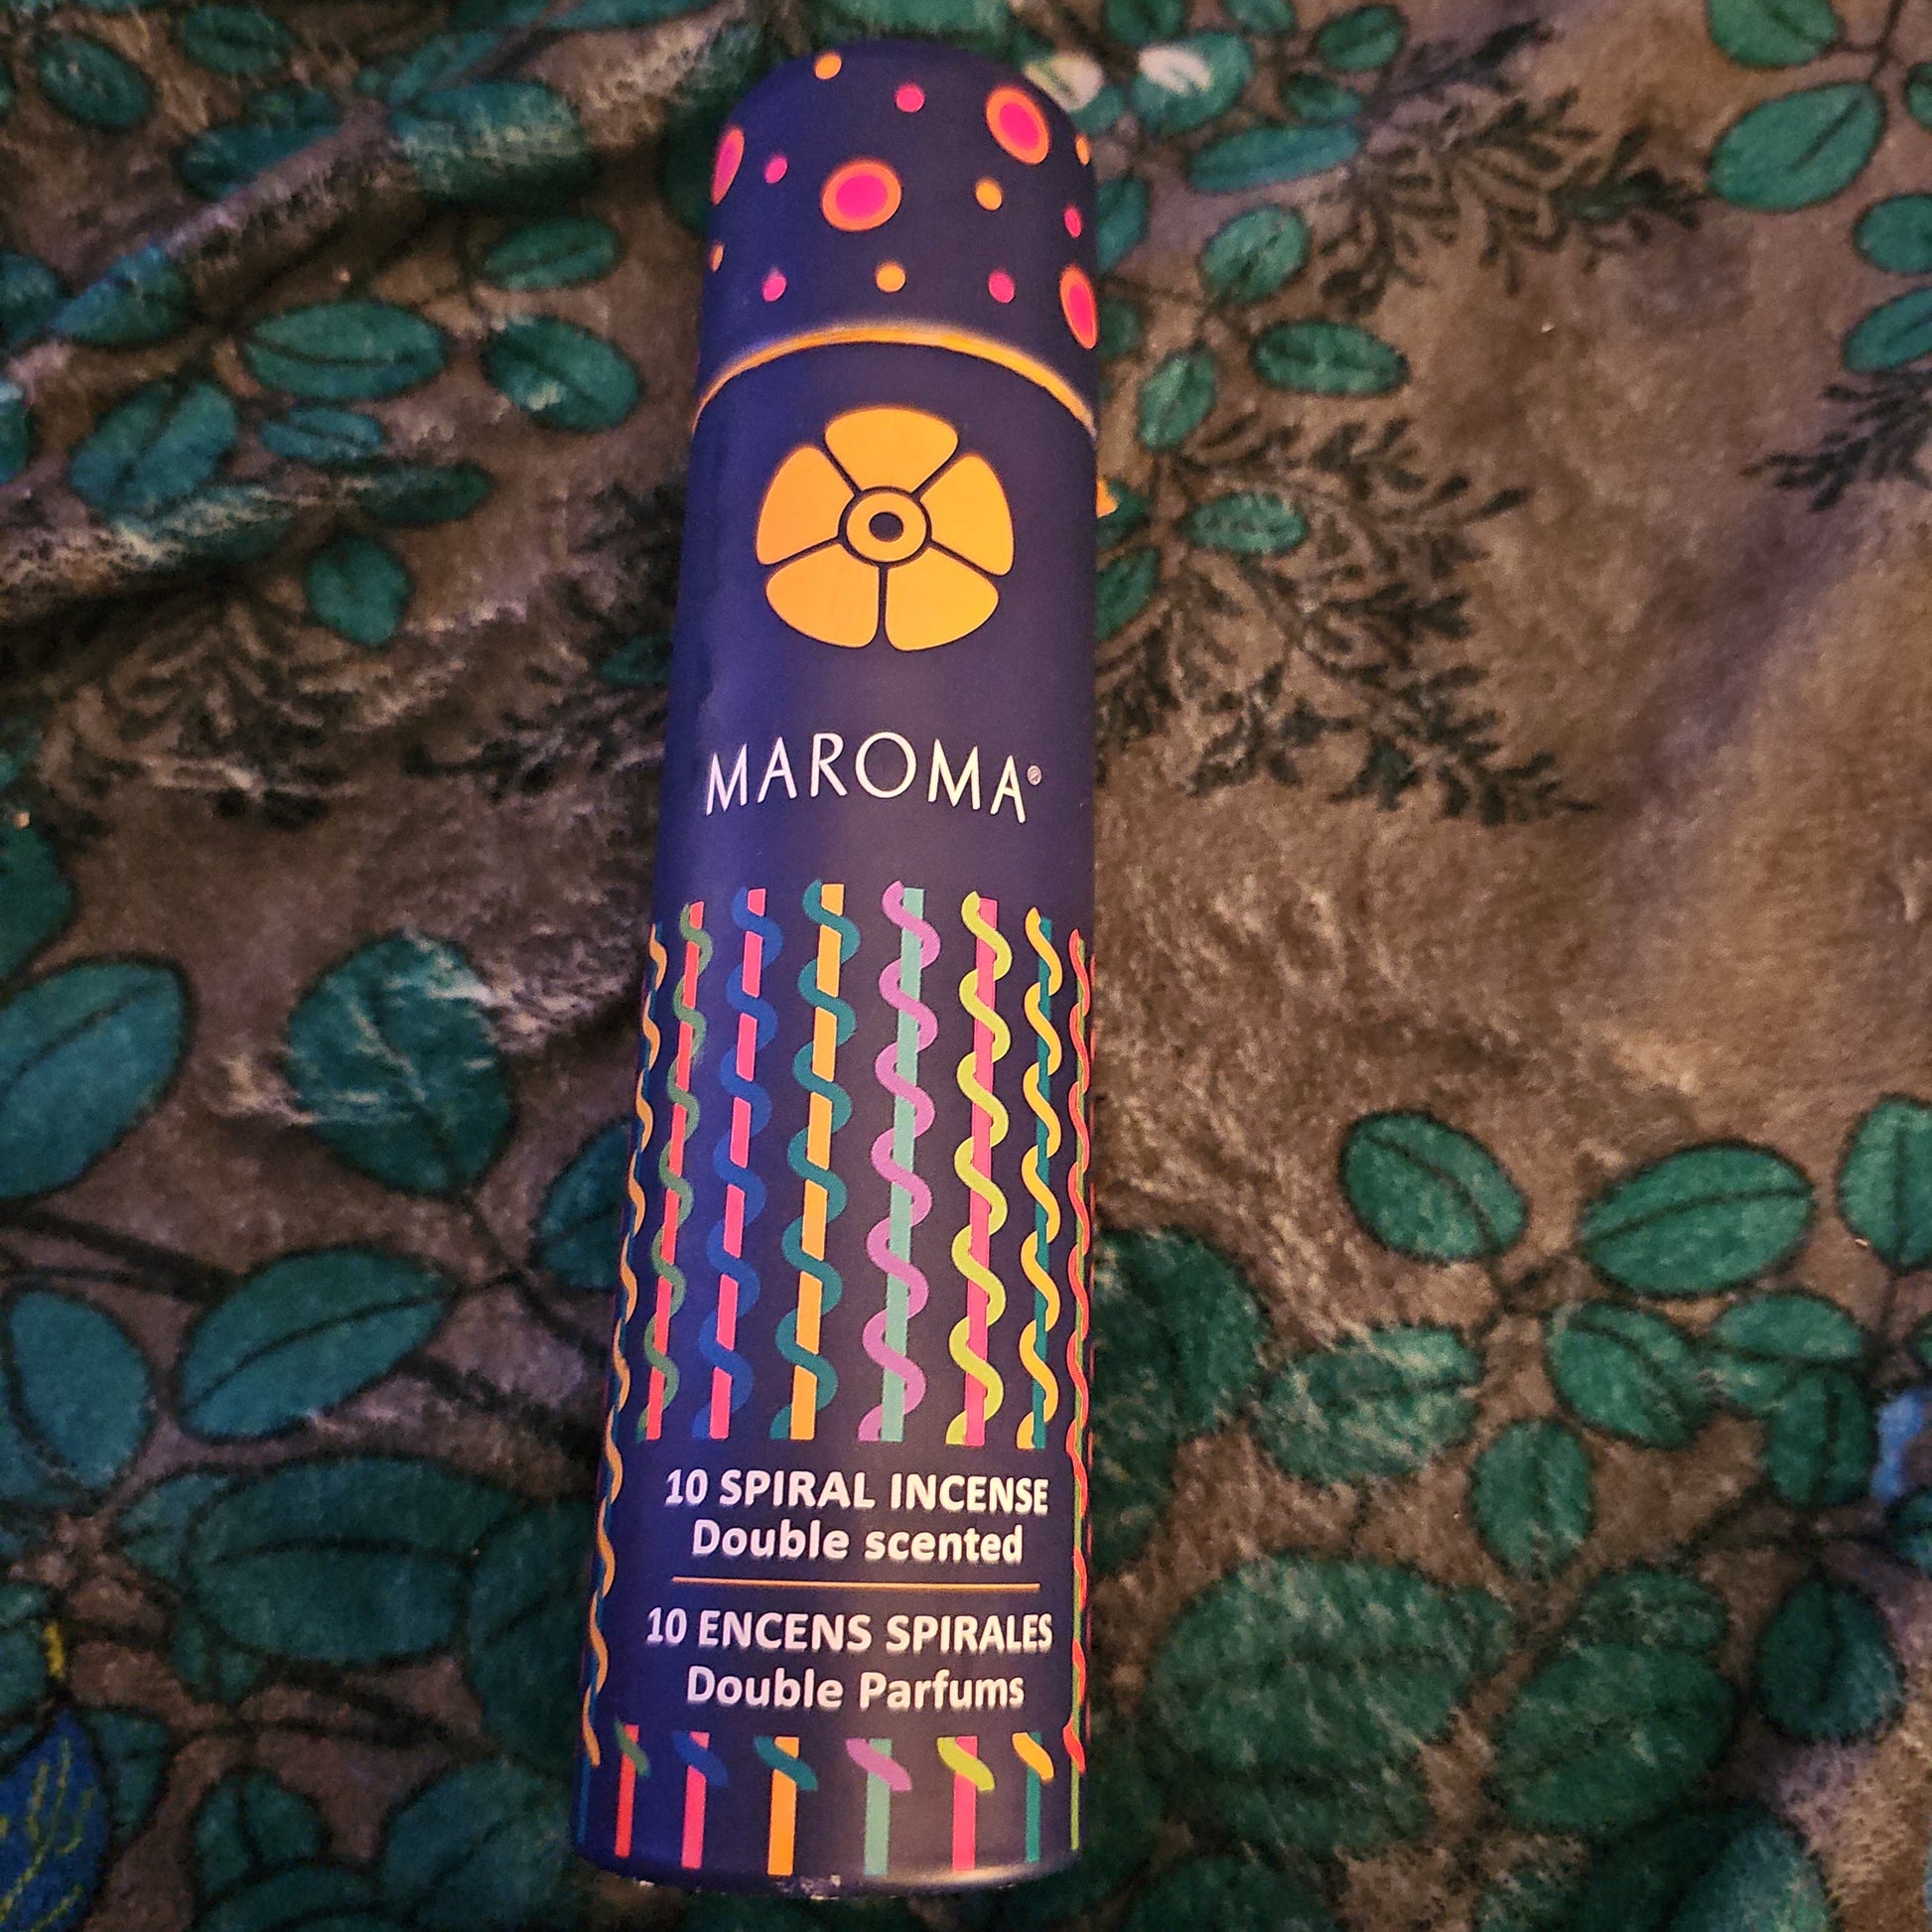 MAROMA®
10 SPIRAL INCENSE
Double scented
10 ENCENS SPIRALES
Double Parfums